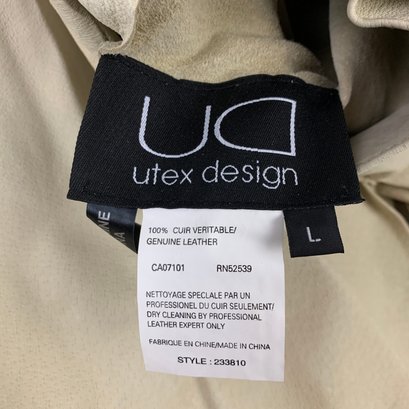 UD
utex design
L
NE
A
100% CUIR VERITABLE/
GENUINE LEATHER
CA07101 RN52539
NETTOYAGE SPECIALE PAR UN
PROFESSIONEL DU CUIR SEULEMENT/
DRY CLEANING BY PROFESSIONAL
LEATHER EXPERT ONLY
FABRIQUE EN CHINE/MADE IN CHINA
STYLE : 233810